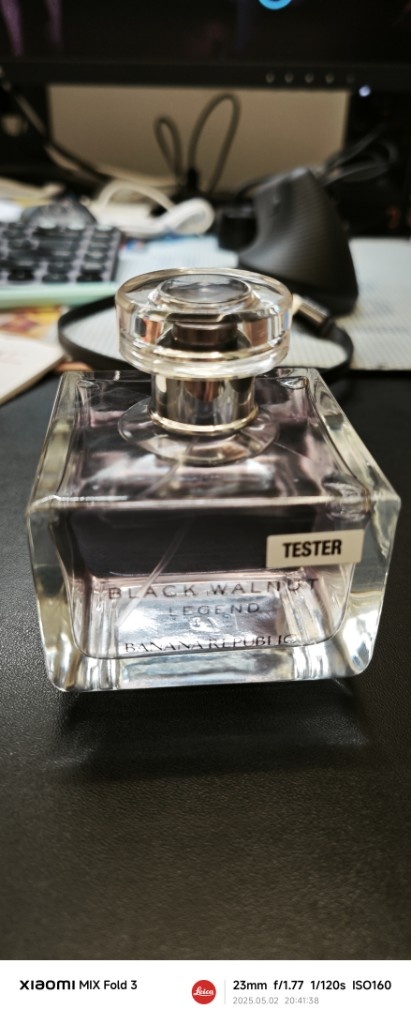 TESTER
BLACK WALNUT
LEGEND
BANANA REPUBLIC
XIAOMI MIX Fold 3
Leica
23mm f/1.77 1/120s ISO160
2025.05.02 20:41:38